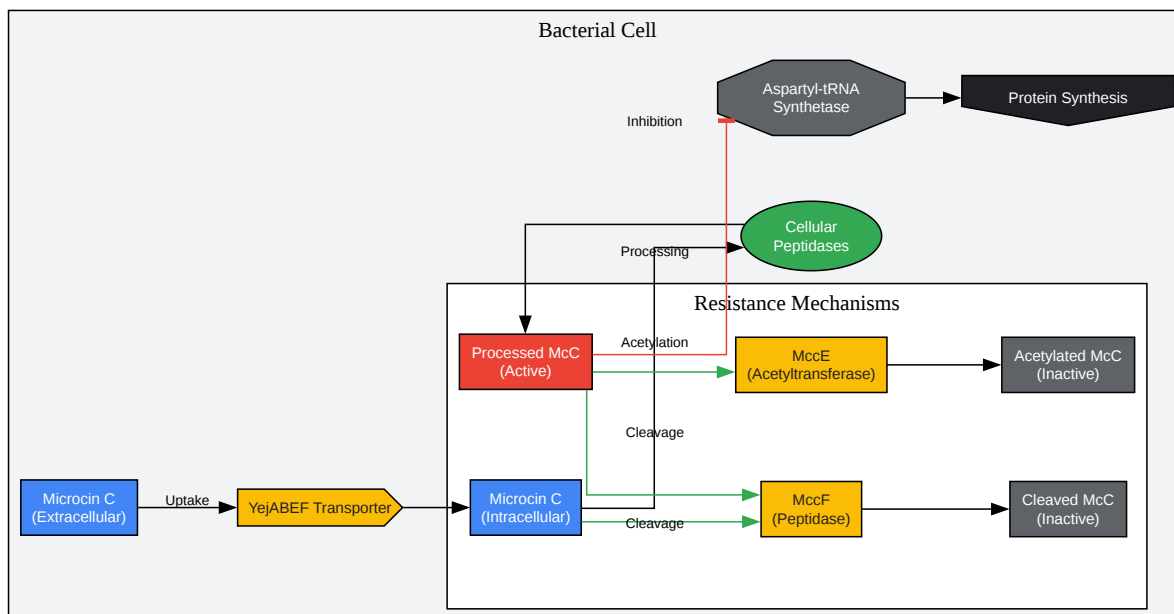 Bacterial Cell
Aspartyl-tRNA
Synthetase
Protein Synthesis
Inhibition
Cellular
Peptidases
Processing
Resistance Mechanisms
Processed McC
(Active)
Acetylation
MccE
(Acetyltransferase)
Acetylated McC
(Inactive)
Cleavage
Microcin C
(Extracellular)
Uptake
YejABEF Transporter
Microcin C
(Intracellular)
Cleavage
MccF
(Peptidase)
Cleaved McC
(Inactive)